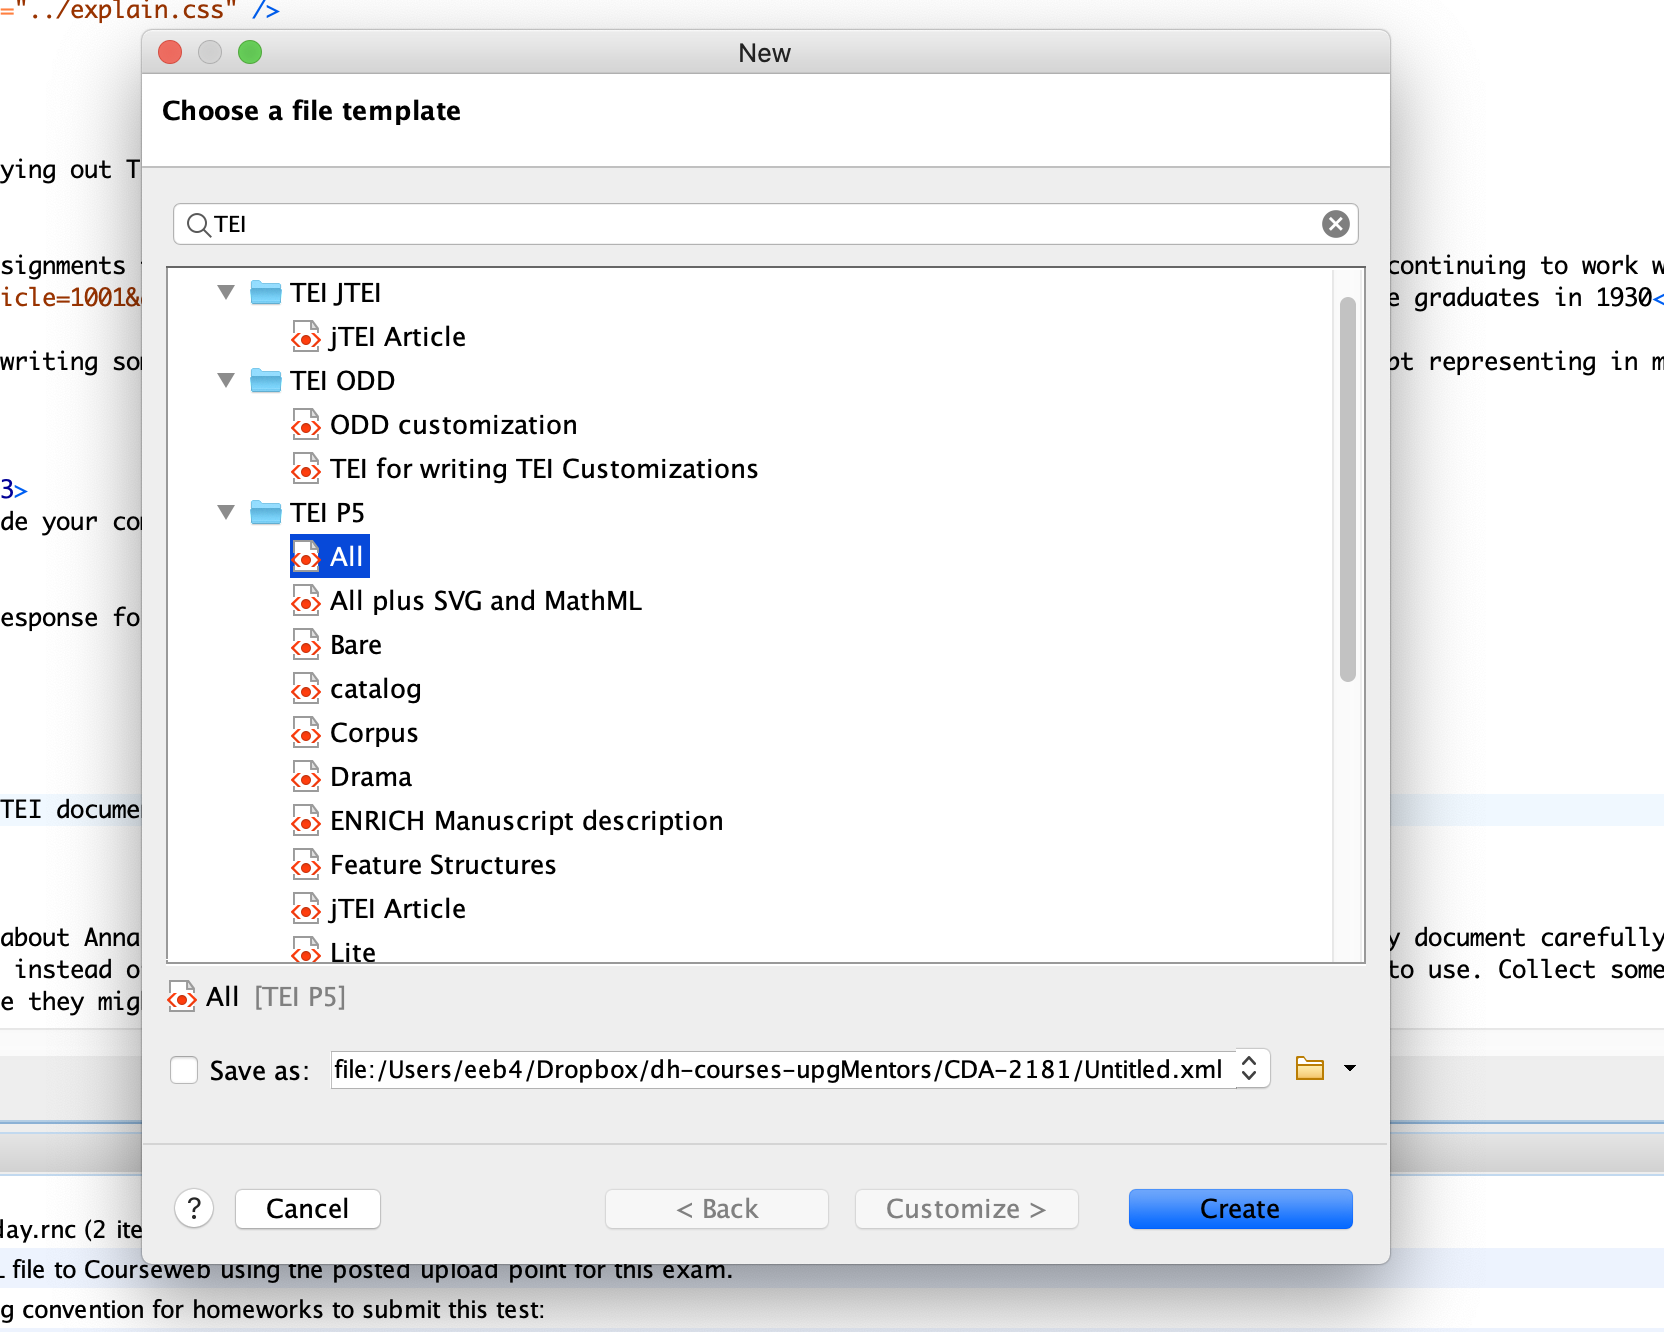 ="../explain.css" />
New
Choose a file template
ying out T
TEI
signments
continuing to work w
TEI JTEI
icle=1001&
e graduates in 1930<
jTEI Article
writing so
pt representing in m
TEI ODD
ODD customization
TEI for writing TEI Customizations
3>
TEI P5
de your co
All
All plus SVG and MathML
esponse fo
Bare
catalog
Corpus
Drama
TEI docume
ENRICH Manuscript description
Feature Structures
jTEI Article
about Anna
y document carefully
Lite
instead o
to use. Collect some
e they mig
All [TEI P5]
Save as: file:/Users/eeb4/Dropbox/dh-courses-upgMentors/CDA-2181/Untitled.xml
? Cancel < Back Customize > Create
day.rnc (2 ite
file to Courseweb using the posted upload point for this exam.
g convention for homeworks to submit this test: